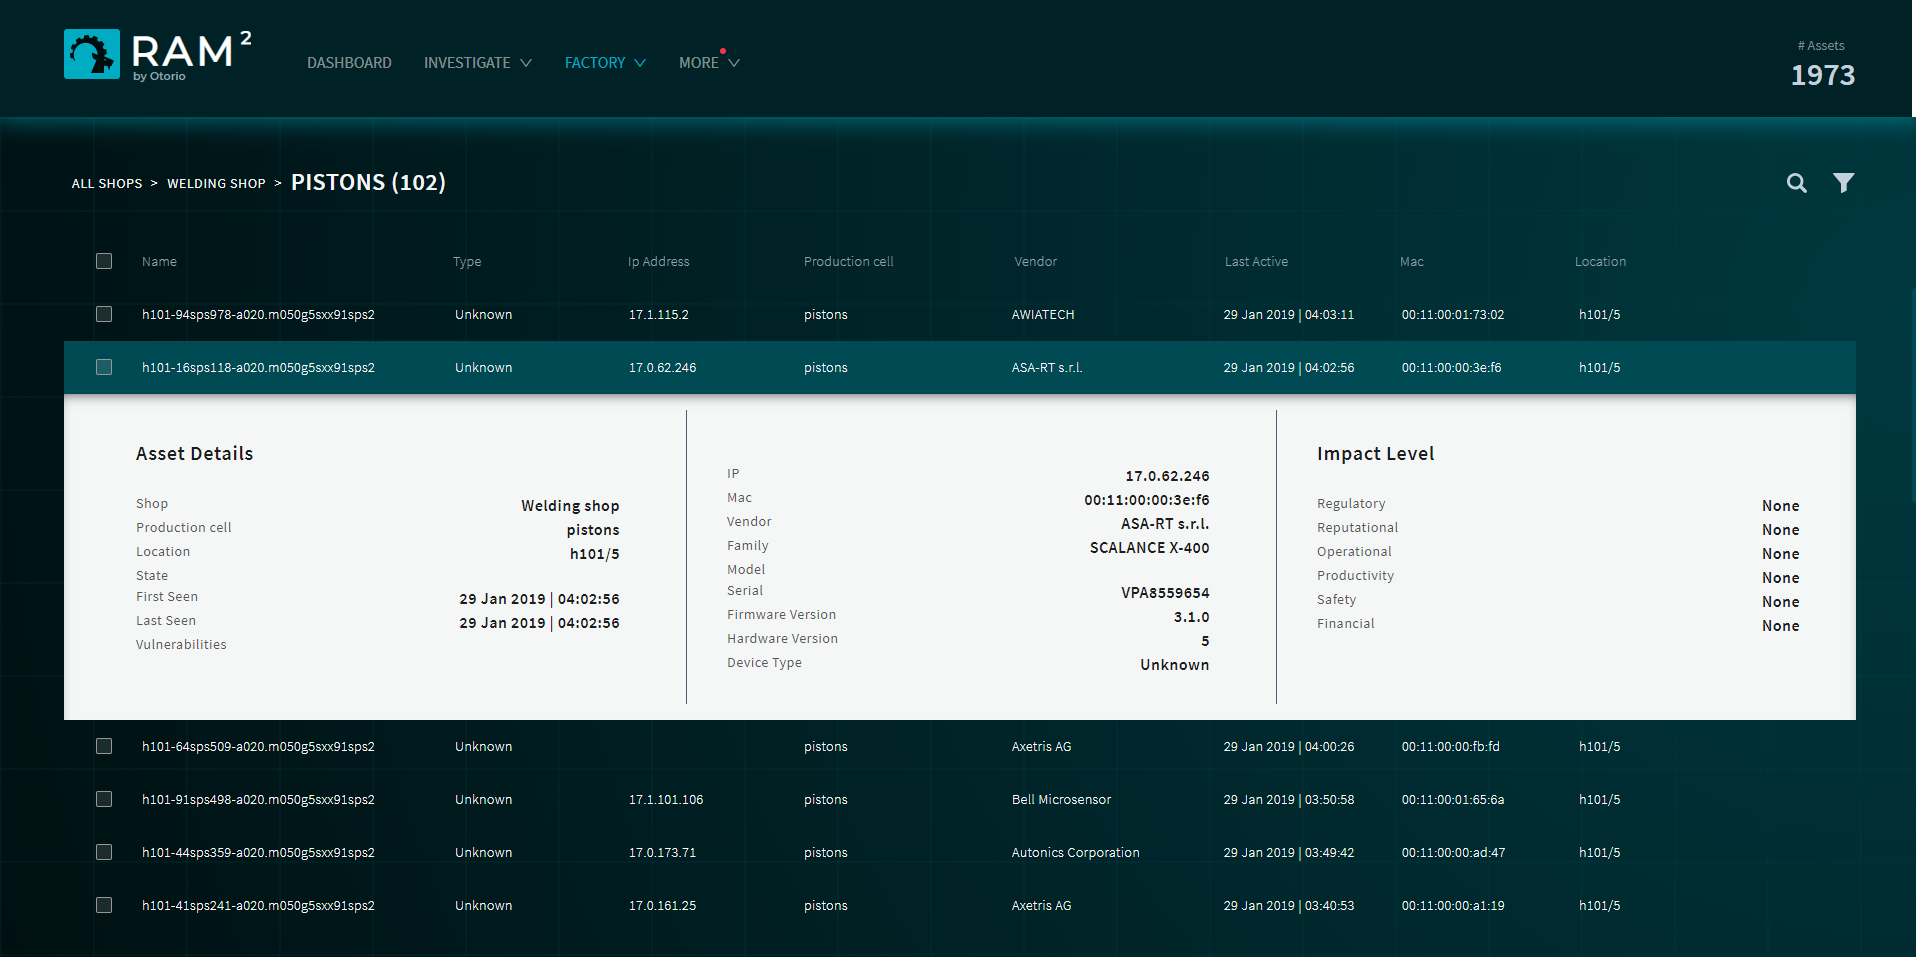 RAM 2
by Otorio
DASHBOARD INVESTIGATE FACTORY MORE
# Assets
1973
ALL SHOPS > WELDING SHOP > PISTONS (102)
Name Type Ip Address Production cell Vendor Last Active Mac Location
h101-94sps978-a020.m050g5sxx91sps2 Unknown 17.1.115.2 pistons AWIATECH 29 Jan 2019 | 04:03:11 00:11:00:01:73:02 h101/5
h101-16sps118-a020.m050g5sxx91sps2 Unknown 17.0.62.246 pistons ASA-RT s.r.l. 29 Jan 2019 | 04:02:56 00:11:00:00:3e:f6 h101/5
Asset Details
Shop Welding shop
Production cell pistons
Location h101/5
State
First Seen 29 Jan 2019 | 04:02:56
Last Seen 29 Jan 2019 | 04:02:56
Vulnerabilities
IP 17.0.62.246
Mac 00:11:00:00:3e:f6
Vendor ASA-RT s.r.l.
Family SCALANCE X-400
Model
Serial VPA8559654
Firmware Version 3.1.0
Hardware Version 5
Device Type Unknown
Impact Level
Regulatory None
Reputational None
Operational None
Productivity None
Safety None
Financial None
h101-64sps509-a020.m050g5sxx91sps2 Unknown pistons Axetris AG 29 Jan 2019 | 04:00:26 00:11:00:00:fb:fd h101/5
h101-91sps498-a020.m050g5sxx91sps2 Unknown 17.1.101.106 pistons Bell Microsensor 29 Jan 2019 | 03:50:58 00:11:00:01:65:6a h101/5
h101-44sps359-a020.m050g5sxx91sps2 Unknown 17.0.173.71 pistons Autonics Corporation 29 Jan 2019 | 03:49:42 00:11:00:00:ad:47 h101/5
h101-41sps241-a020.m050g5sxx91sps2 Unknown 17.0.161.25 pistons Axetris AG 29 Jan 2019 | 03:40:53 00:11:00:00:a1:19 h101/5